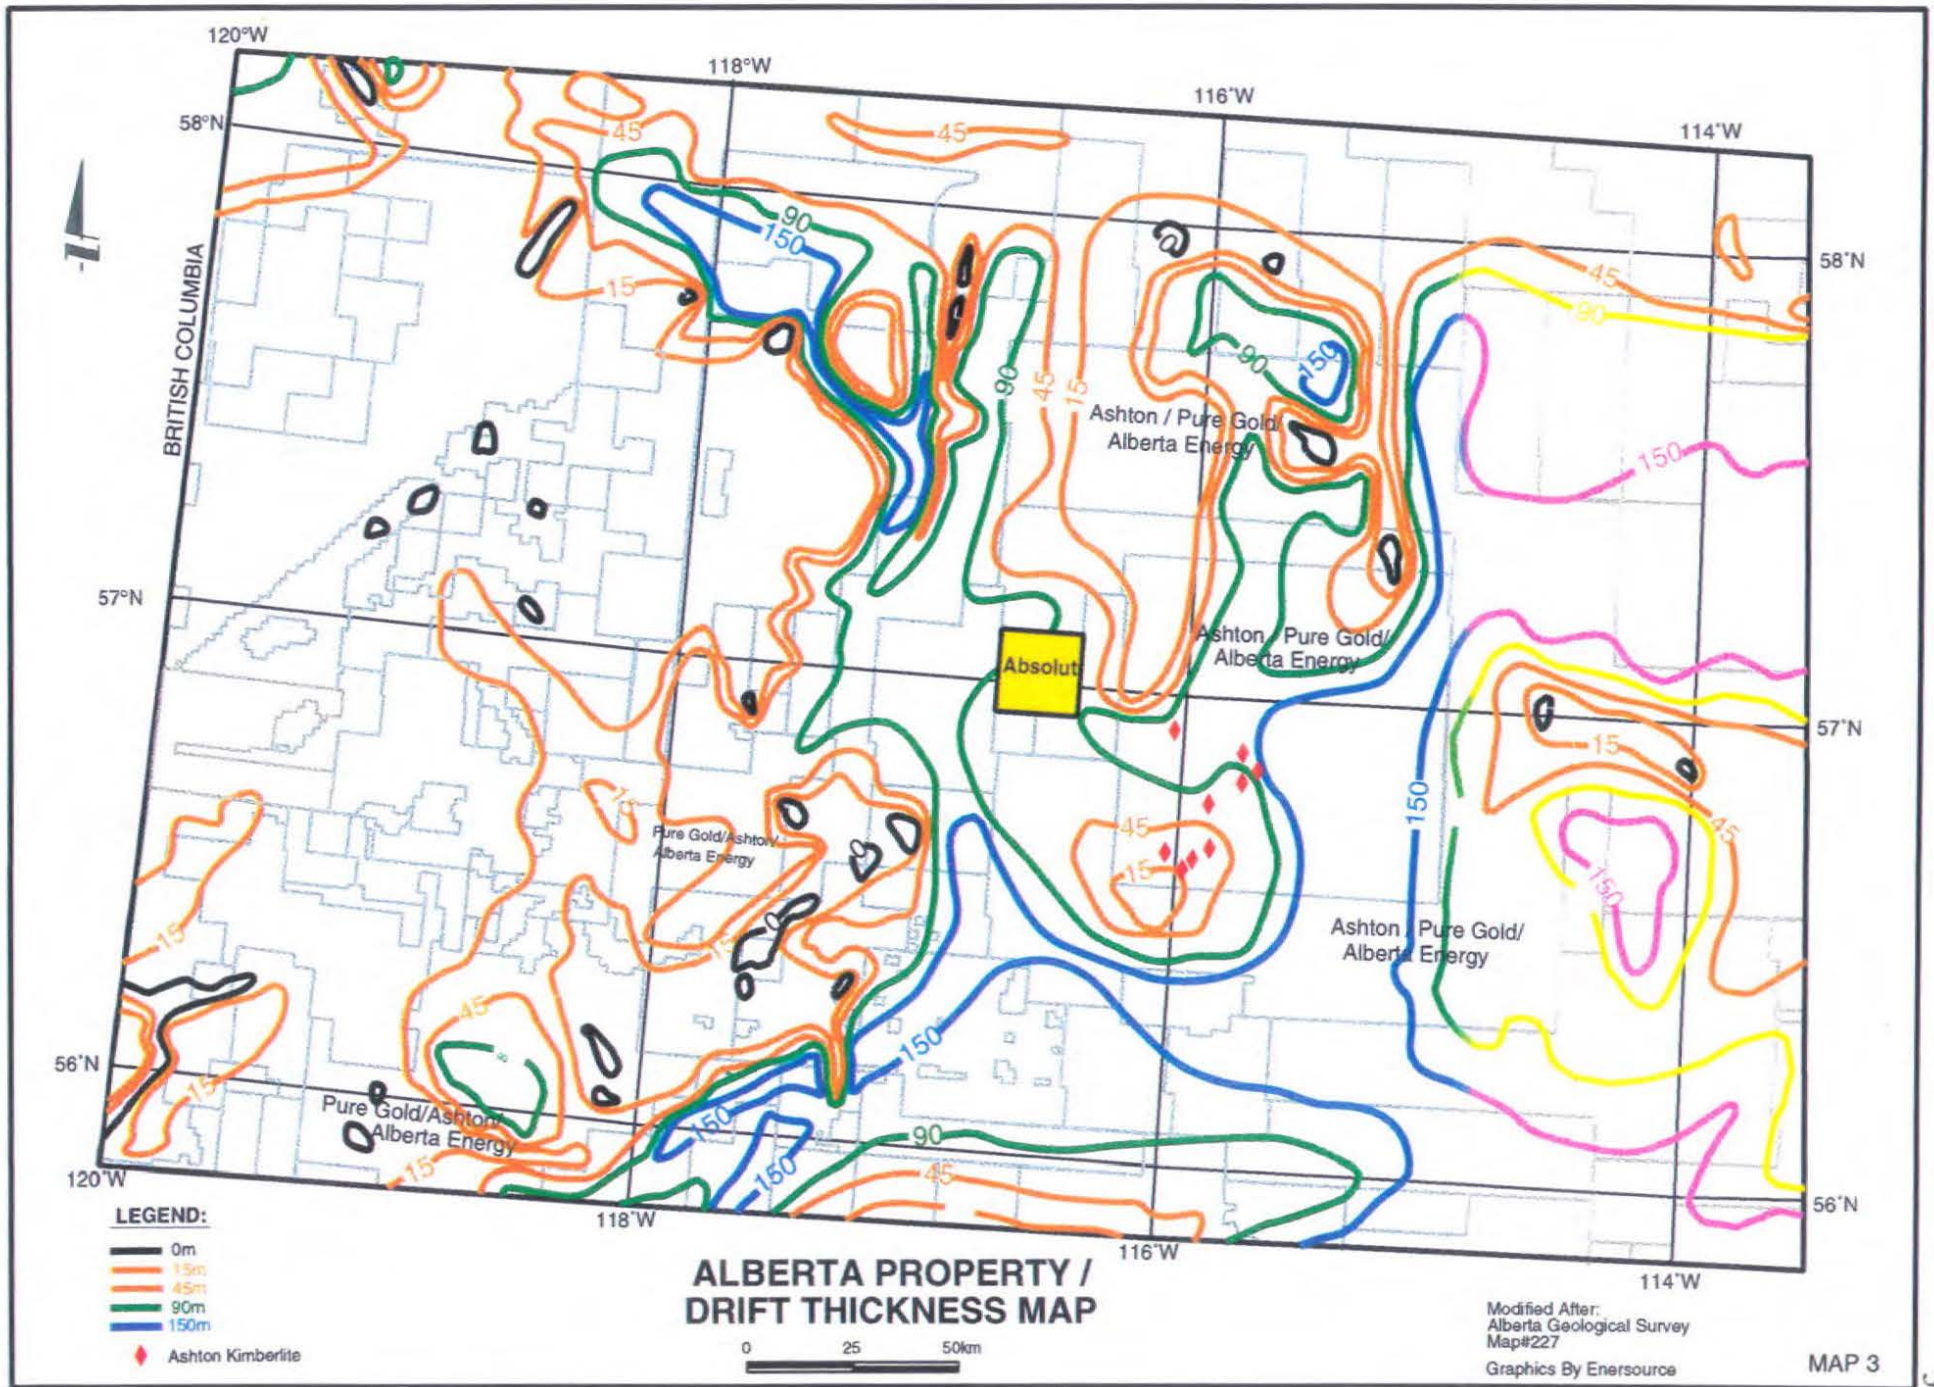 120°W
118°W
116°W
114°W
58°N
45
45
90
150
45
90
58°N
BRITISH COLUMBIA
15
90
45
15
90
150
150
Ashton / Pure Gold/
Alberta Energy
57°N
Ashton / Pure Gold/
Alberta Energy
Absolut
57°N
15
15
150
45
45
Pure Gold/Ashton/
Alberta Energy
0
15
150
0
15
15
Ashton / Pure Gold/
Alberta Energy
45
150
56°N
15
Pure Gold/Ashton/
Alberta Energy
150
90
15
150
45
56°N
120°W
118°W
116°W
114°W
LEGEND:
0m
15m
45m
90m
150m
Ashton Kimberlite
ALBERTA PROPERTY /
DRIFT THICKNESS MAP
0 25 50km
Modified After:
Alberta Geological Survey
Map#227
Graphics By Enersource
MAP 3